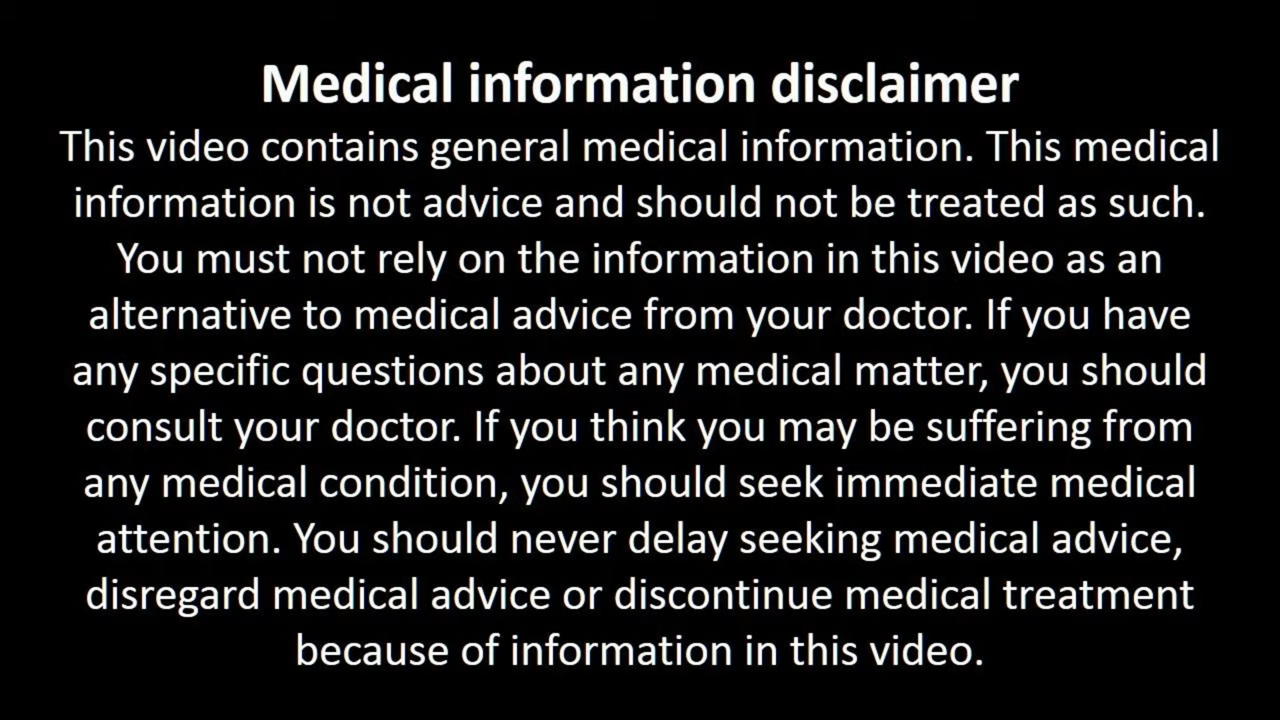 Medical information disclaimer
This video contains general medical information. This medical
information is not advice and should not be treated as such.
You must not rely on the information in this video as an
alternative to medical advice from your doctor. If you have
any specific questions about any medical matter, you should
consult your doctor. If you think you may be suffering from
any medical condition, you should seek immediate medical
attention. You should never delay seeking medical advice,
disregard medical advice or discontinue medical treatment
because of information in this video.